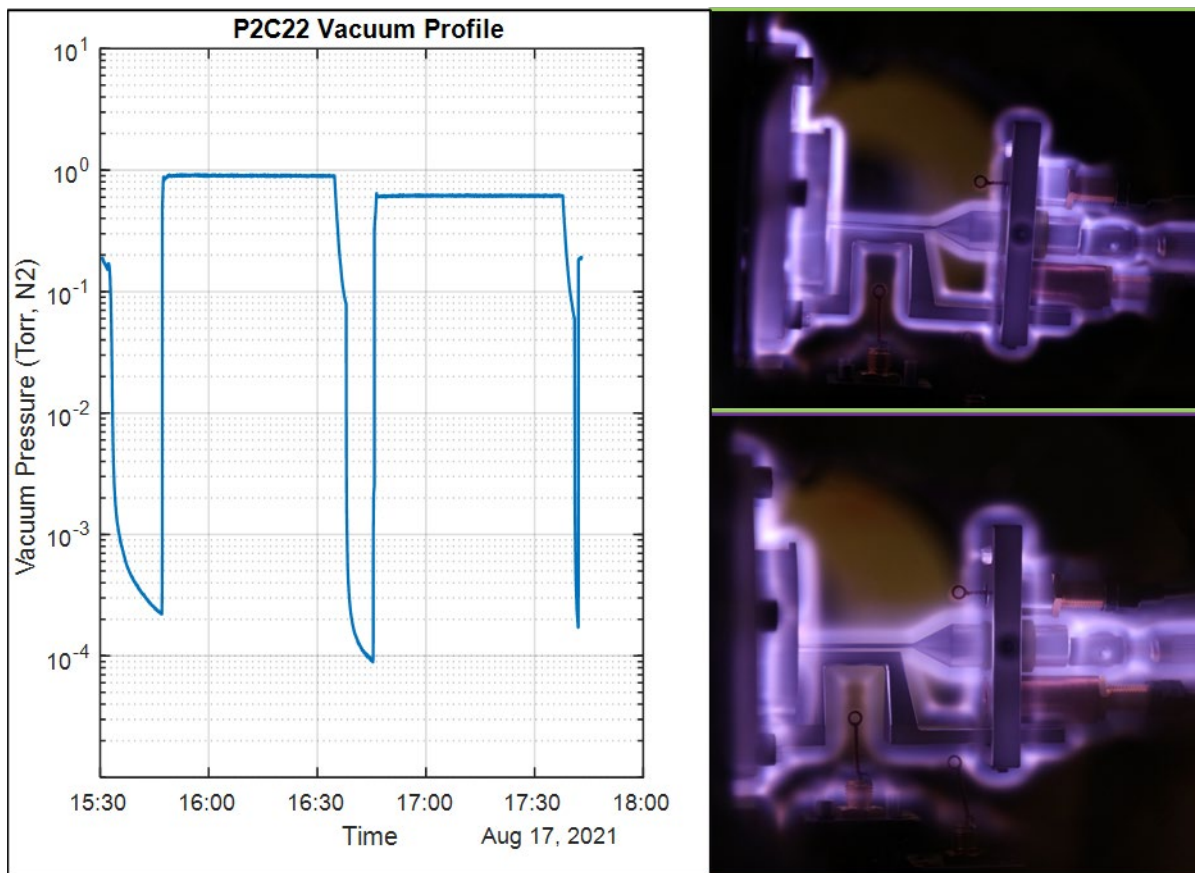 P2C22 Vacuum Profile
10^1
10^0
10^-1
10^-2
10^-3
10^-4
Vacuum Pressure (Torr, N2)
15:30 16:00 16:30 17:00 17:30 18:00
Time
Aug 17, 2021